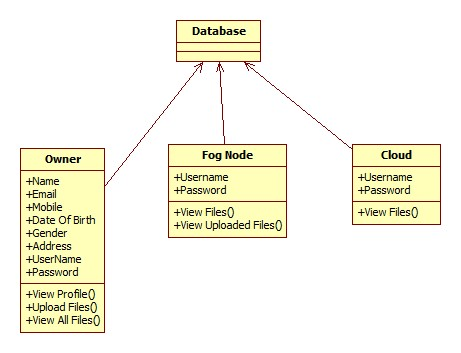 Database
Owner
+Name
+Email
+Mobile
+Date Of Birth
+Gender
+Address
+UserName
+Password
+View Profile()
+Upload Files()
+View All Files()
Fog Node
+Username
+Password
+View Files()
+View Uploaded Files()
Cloud
+Username
+Password
+View Files()